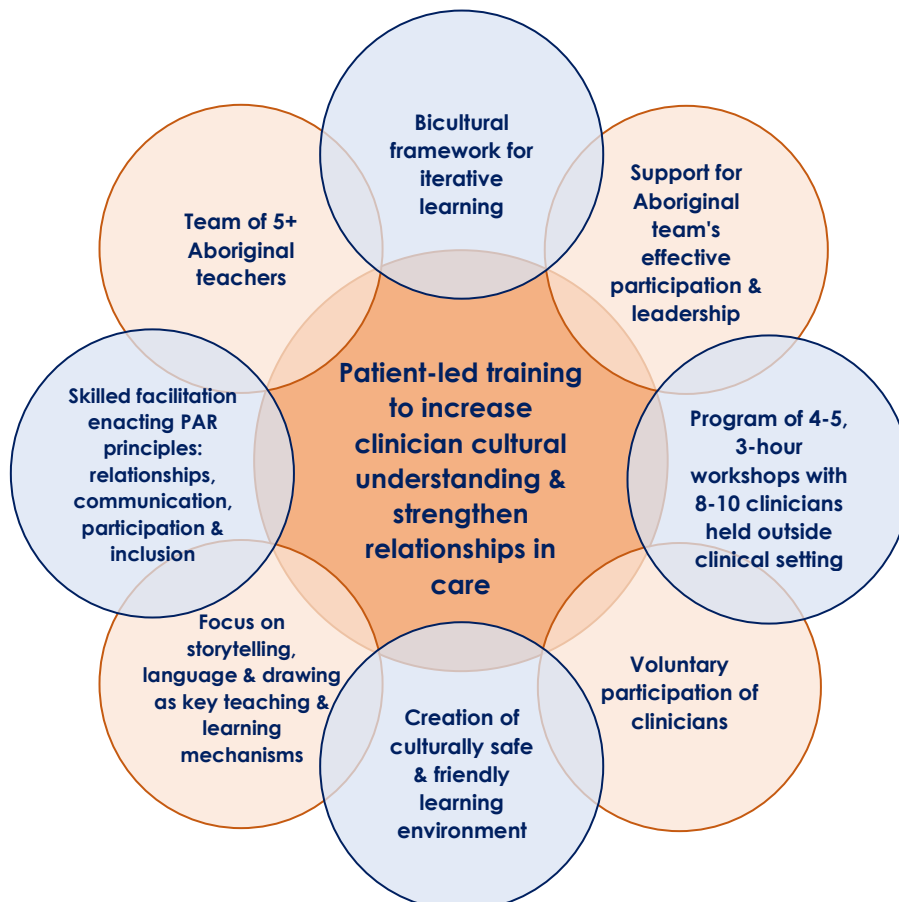 Bicultural
framework for
iterative
learning
Support for
Aboriginal
team's
effective
participation &
leadership
Program of 4-5,
3-hour
workshops with
8-10 clinicians
held outside
clinical setting
Voluntary
participation of
clinicians
Creation of
culturally safe
& friendly
learning
environment
Focus on
storytelling,
language & drawing
as key teaching &
learning
mechanisms
Skilled facilitation
enacting PAR
principles:
relationships,
communication,
participation &
inclusion
Team of 5+
Aboriginal
teachers
Patient-led training
to increase
clinician cultural
understanding &
strengthen
relationships in
care